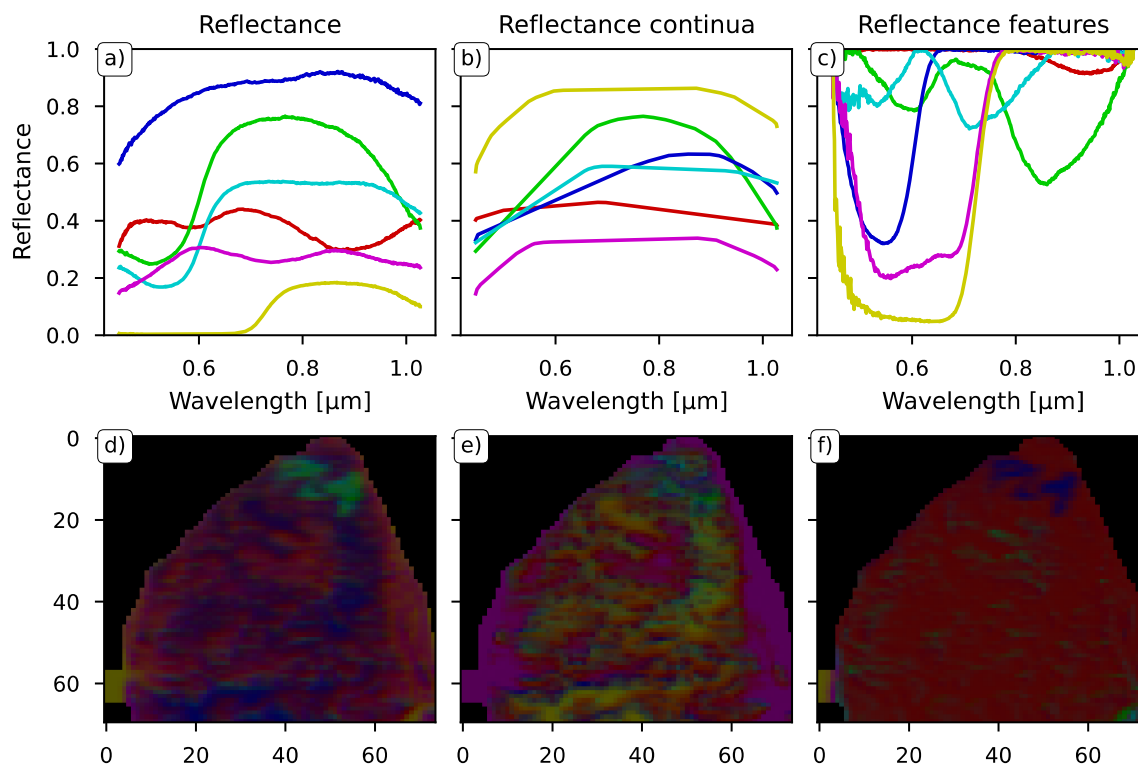 Reflectance Reflectance continua Reflectance features
a) b) c)
1.0
0.8
0.6
0.4
0.2
0.0
Reflectance
0.6 0.8 1.0 0.6 0.8 1.0 0.6 0.8 1.0
Wavelength [µm] Wavelength [µm] Wavelength [µm]
d) e) f)
0
20
40
60
0 20 40 60 0 20 40 60 0 20 40 60